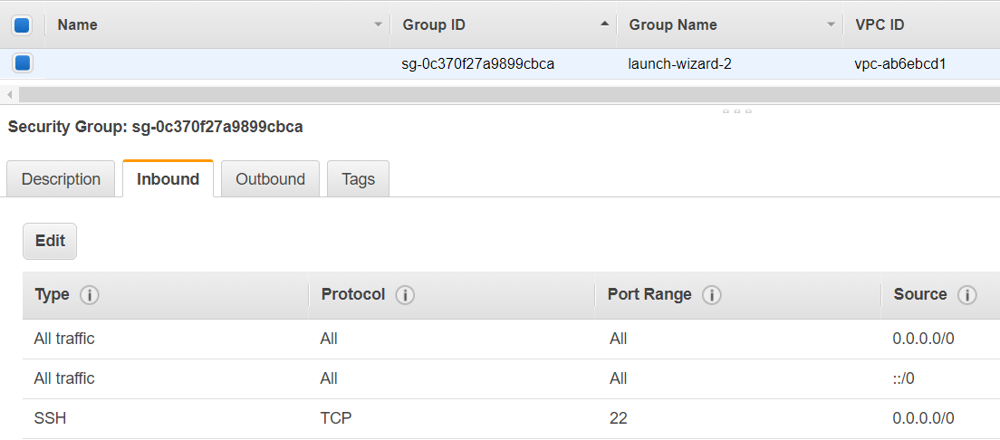 Name Group ID Group Name VPC ID
sg-0c370f27a9899cbca launch-wizard-2 vpc-ab6ebcd1
Security Group: sg-0c370f27a9899cbca
Description Inbound Outbound Tags
Edit
Type Protocol Port Range Source
All traffic All All 0.0.0.0/0
All traffic All All ::/0
SSH TCP 22 0.0.0.0/0